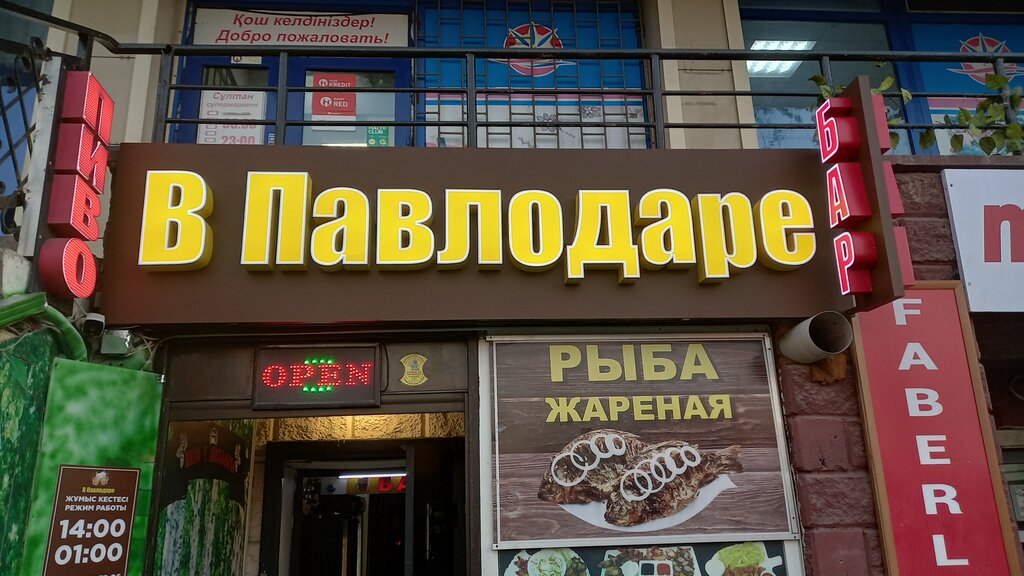 Қош келдіңіздер!
Добро пожаловать!
Султан
супермаркеті
23:00
KREDIT
RED
ПИВО
В Павлодаре
БАР
OPEN
РЫБА
ЖАРЕНАЯ
В Павлодаре
ЖҰМЫС КЕСТЕСІ
РЕЖИМ РАБОТЫ
14:00
01:00
FABERL